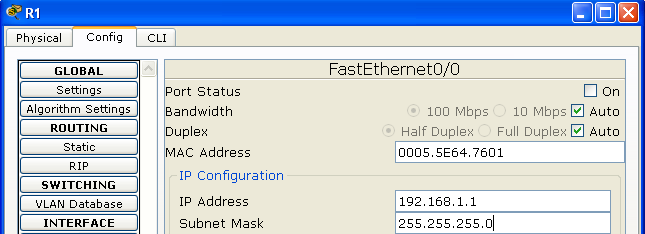 R1
Physical Config CLI
GLOBAL
Settings
Algorithm Settings
ROUTING
Static
RIP
SWITCHING
VLAN Database
INTERFACE
FastEthernet0/0
Port Status On
Bandwidth 100 Mbps 10 Mbps Auto
Duplex Half Duplex Full Duplex Auto
MAC Address 0005.5E64.7601
IP Configuration
IP Address 192.168.1.1
Subnet Mask 255.255.255.0